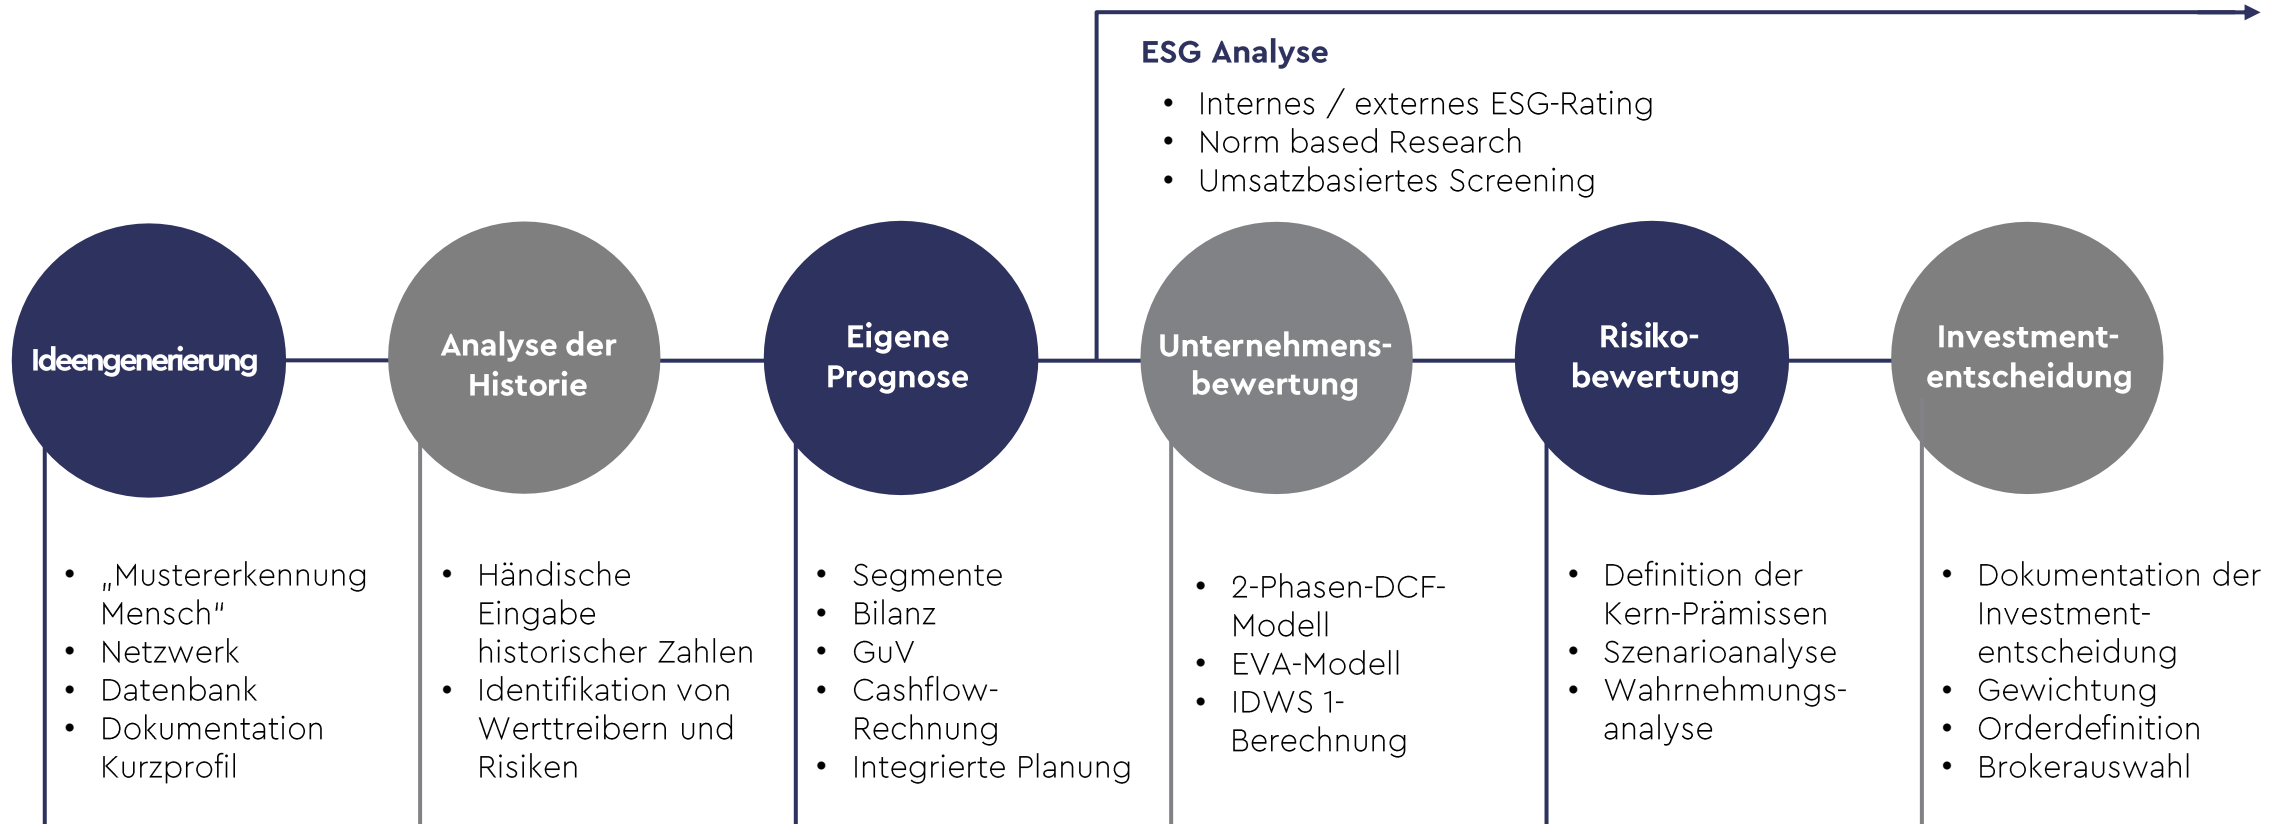 ESG Analyse
• Internes / externes ESG-Rating
• Norm based Research
• Umsatzbasiertes Screening
Ideengenerierung
Analyse der
Historie
Eigene
Prognose
Unternehmens-
bewertung
Risiko-
bewertung
Investment-
entscheidung
• „Mustererkennung
Mensch“
• Netzwerk
• Datenbank
• Dokumentation
Kurzprofil
• Händische
Eingabe
historischer Zahlen
• Identifikation von
Werttreibern und
Risiken
• Segmente
• Bilanz
• GuV
• Cashflow-
Rechnung
• Integrierte Planung
• 2-Phasen-DCF-
Modell
• EVA-Modell
• IDWS 1-
Berechnung
• Definition der
Kern-Prämissen
• Szenarioanalyse
• Wahrnehmungs-
analyse
• Dokumentation der
Investment-
entscheidung
• Gewichtung
• Orderdefinition
• Brokerauswahl